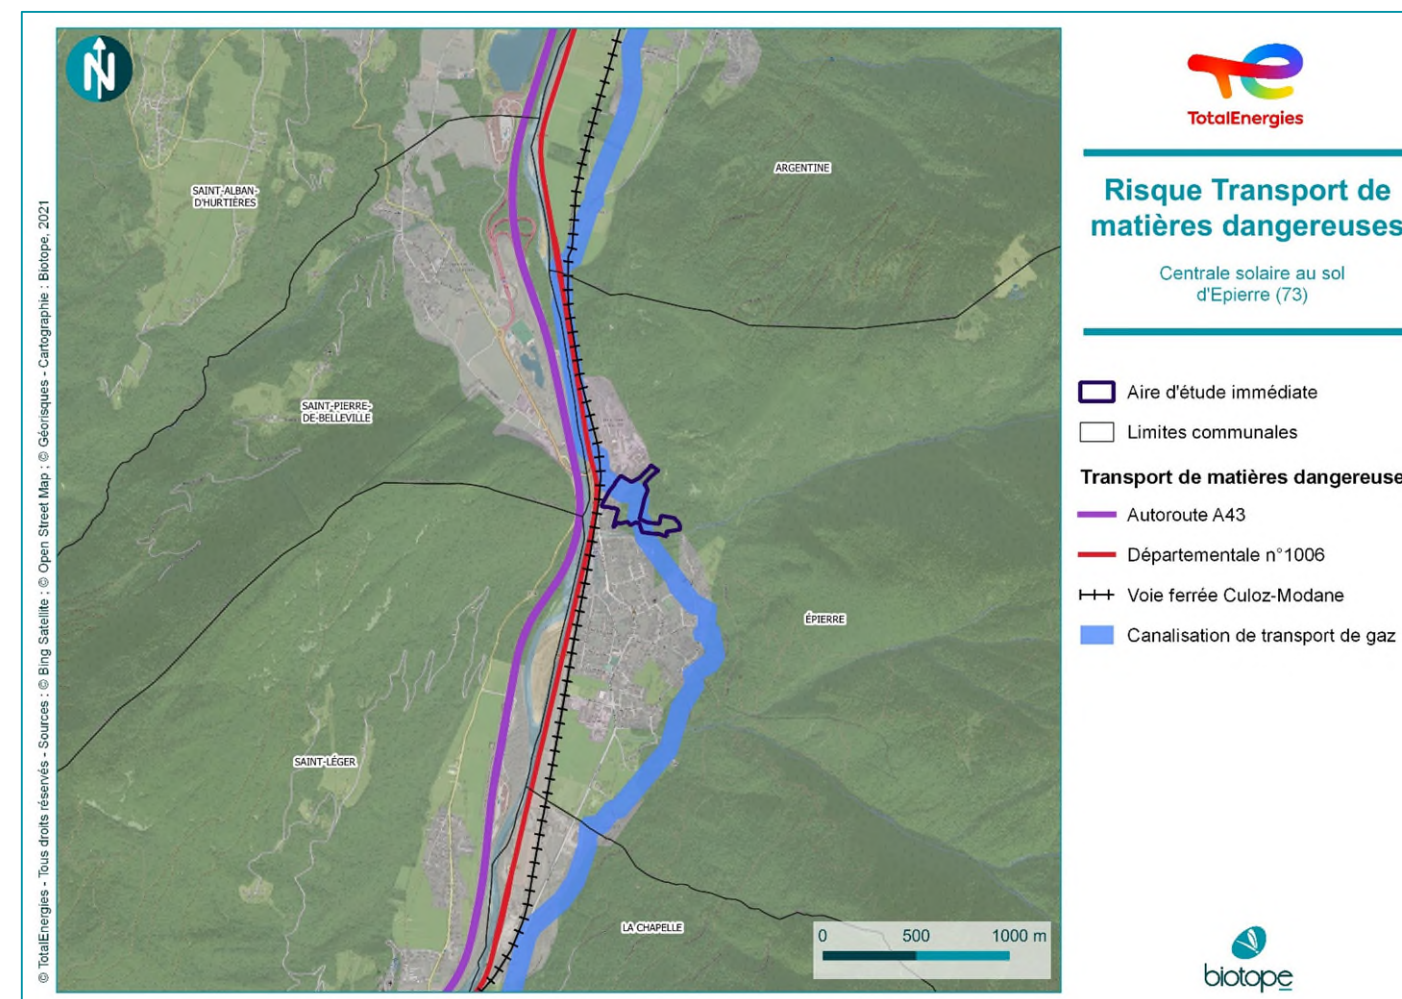 N
SAINT-ALBAN-
D'HURTIÈRES
ARGENTINE
SAINT-PIERRE-
DE-BELLEVILLE
ÉPIERRE
SAINT-LÉGER
LA CHAPELLE
0 500 1000 m
© TotalEnergies - Tous droits réservés - Sources : © Bing Satellite ; © Open Street Map ; © Géorisques - Cartographie : Biotope, 2021
TotalEnergies
Risque Transport de
matières dangereuses
Centrale solaire au sol
d'Epierre (73)
Aire d'étude immédiate
Limites communales
Transport de matières dangereuse
Autoroute A43
Départementale n°1006
Voie ferrée Culoz-Modane
Canalisation de transport de gaz
biotope